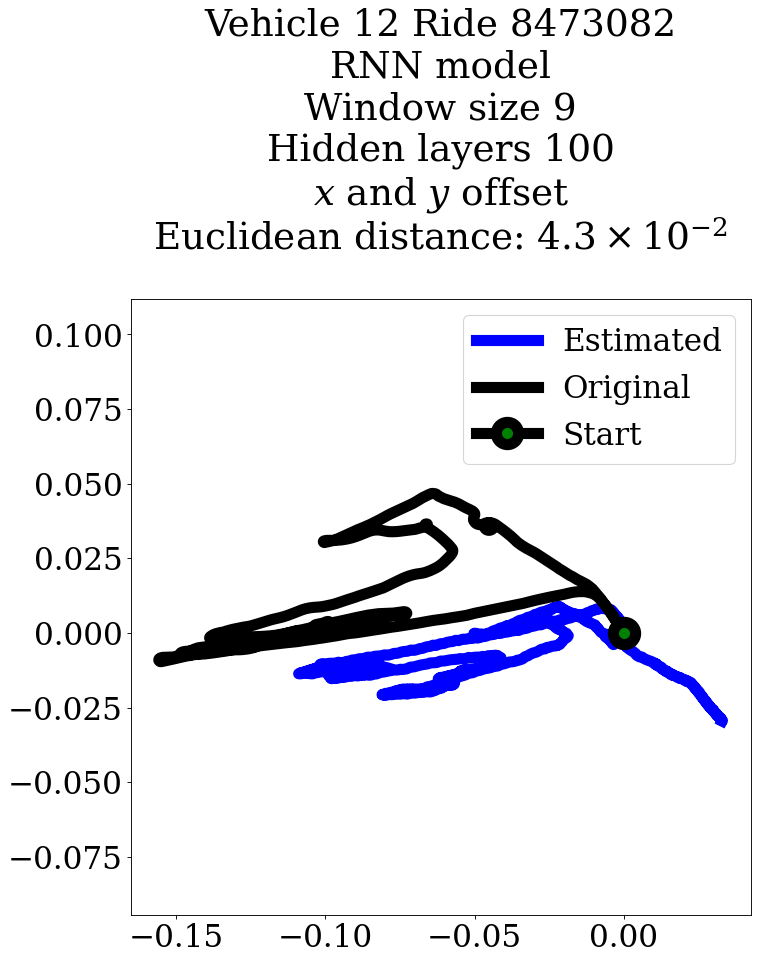 Vehicle 12 Ride 8473082
RNN model
Window size 9
Hidden layers 100
x and y offset
Euclidean distance: 4.3 × 10⁻²
Estimated
Original
Start
0.100
0.075
0.050
0.025
0.000
−0.025
−0.050
−0.075
−0.15 −0.10 −0.05 0.00